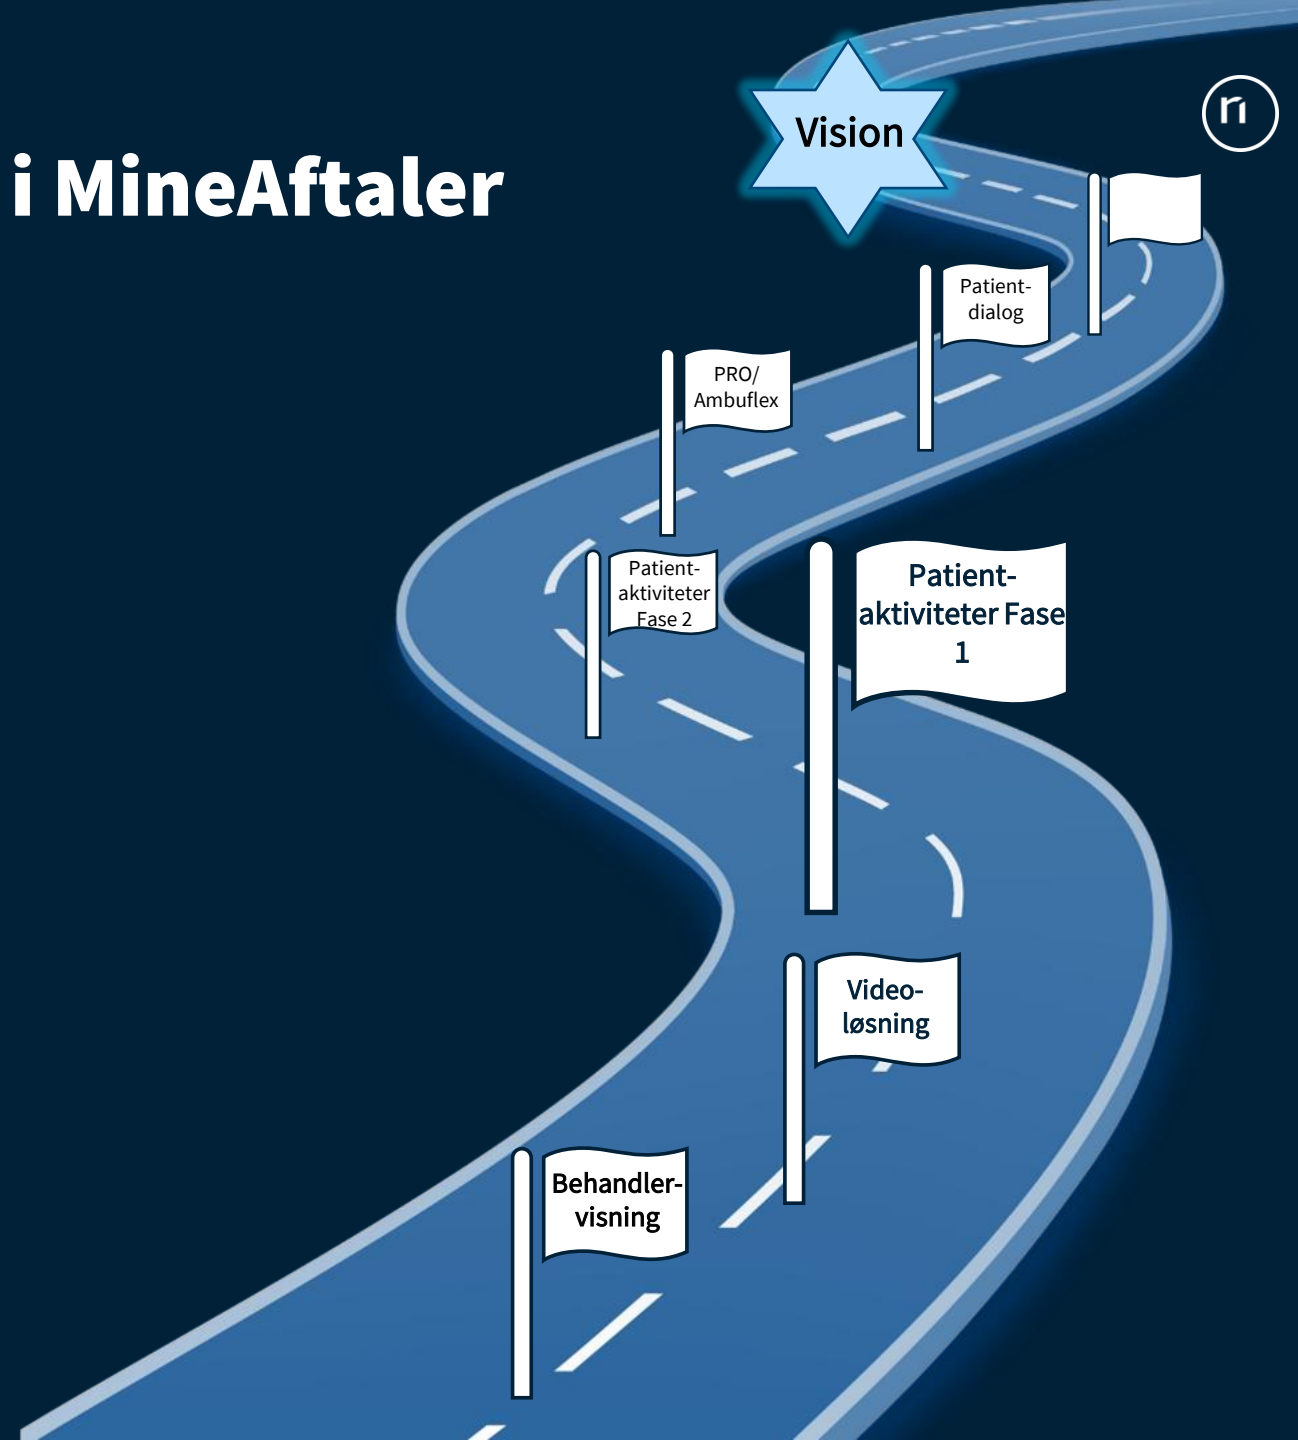 Vision
i MineAftaler
Patient-
dialog
PRO/
Ambuflex
Patient-
aktiviteter
Fase 2
Patient-
aktiviteter Fase
1
Video-
løsning
Behandler-
visning